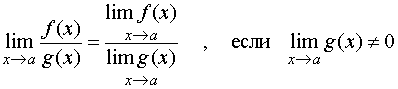 lim x→a f(x)/g(x) = lim x→a f(x) / lim x→a g(x) , если lim x→a g(x) ≠ 0